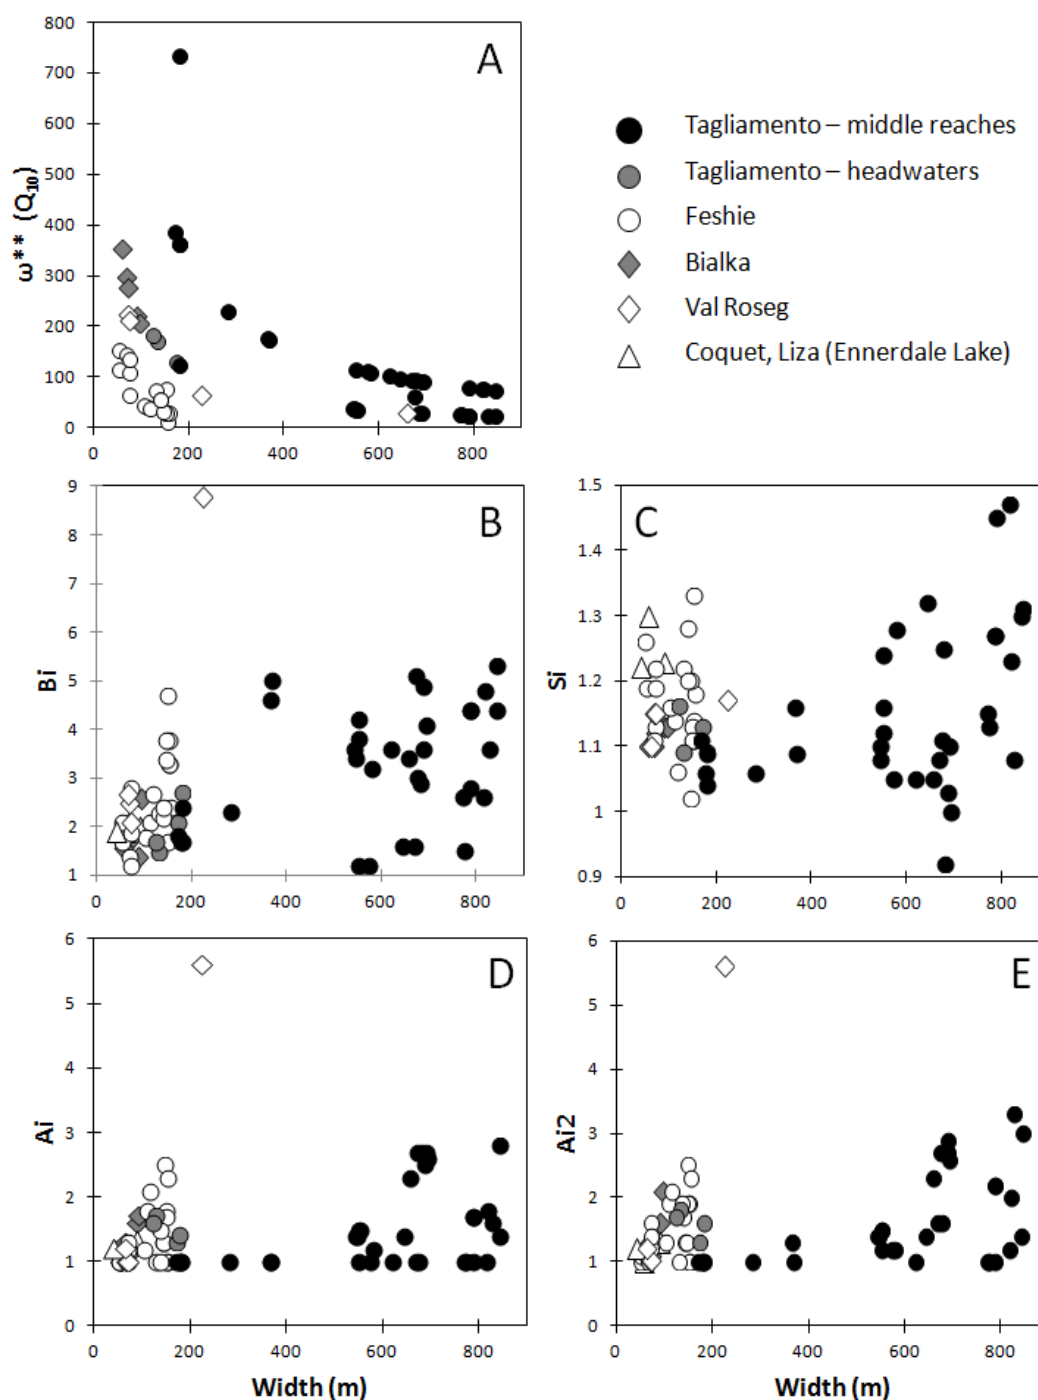 800
700
600
500
400
300
200
100
0
ω** (Q10)
A
0 200 400 600 800
Tagliamento – middle reaches
Tagliamento – headwaters
Feshie
Bialka
Val Roseg
Coquet, Liza (Ennerdale Lake)
9
8
7
6
5
4
3
2
1
Bi
B
0 200 400 600 800
1.5
1.4
1.3
1.2
1.1
1
0.9
Si
C
0 200 400 600 800
6
5
4
3
2
1
0
Ai
D
0 200 400 600 800
Width (m)
6
5
4
3
2
1
0
Ai2
E
0 200 400 600 800
Width (m)